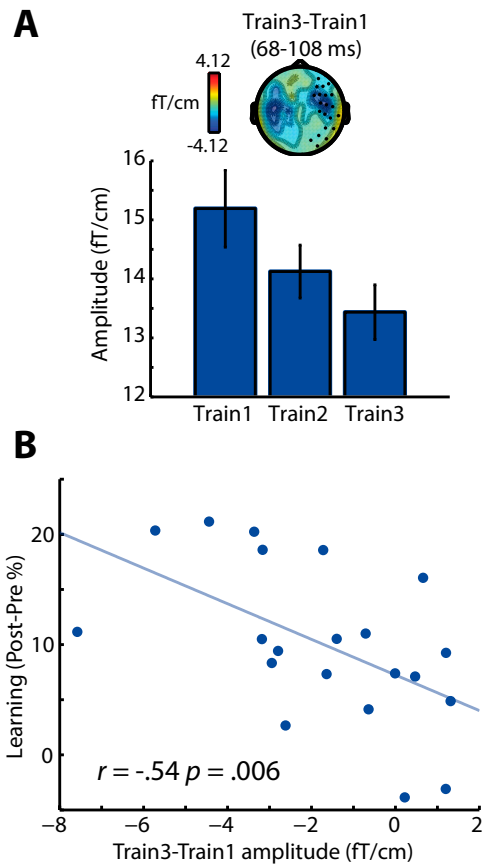 A
Train3-Train1
(68-108 ms)
4.12
fT/cm
-4.12
16
15
14
13
12
Amplitude (fT/cm)
Train1 Train2 Train3
B
20
10
0
Learning (Post-Pre %)
r = -.54 p = .006
−8 −6 −4 −2 0 2
Train3-Train1 amplitude (fT/cm)